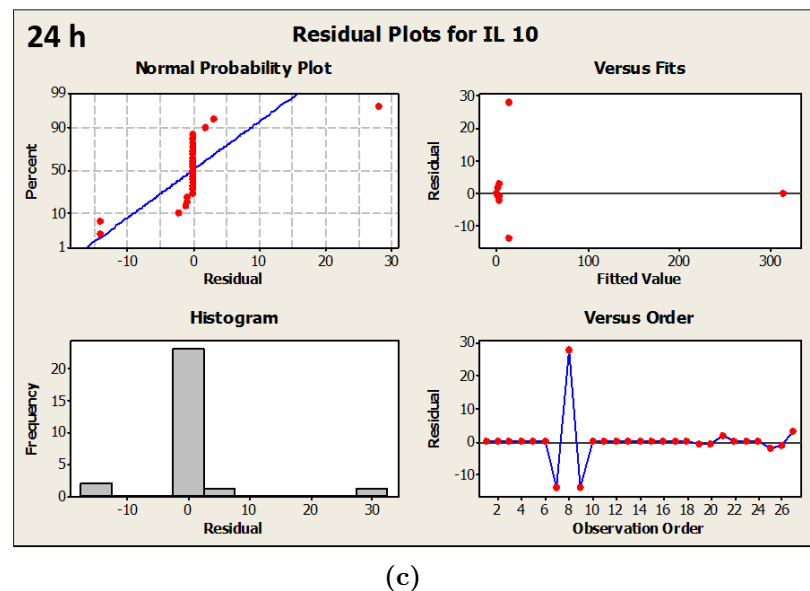 24 h
Residual Plots for IL 10
Normal Probability Plot
99
90
50
10
1
Percent
-10 0 10 20 30
Residual
Versus Fits
30
20
10
0
-10
Residual
0 100 200 300
Fitted Value
Histogram
20
15
10
5
0
Frequency
-10 0 10 20 30
Residual
Versus Order
30
20
10
0
-10
Residual
2 4 6 8 10 12 14 16 18 20 22 24 26
Observation Order
(c)